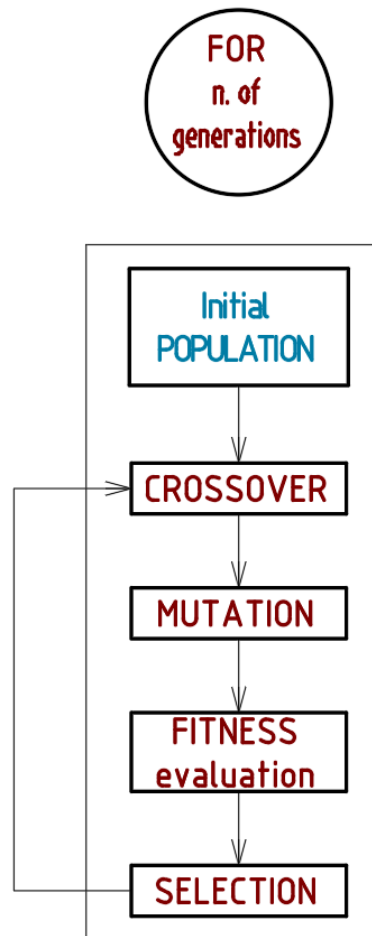 FOR
n. of
generations
Initial
POPULATION
CROSSOVER
MUTATION
FITNESS
evaluation
SELECTION